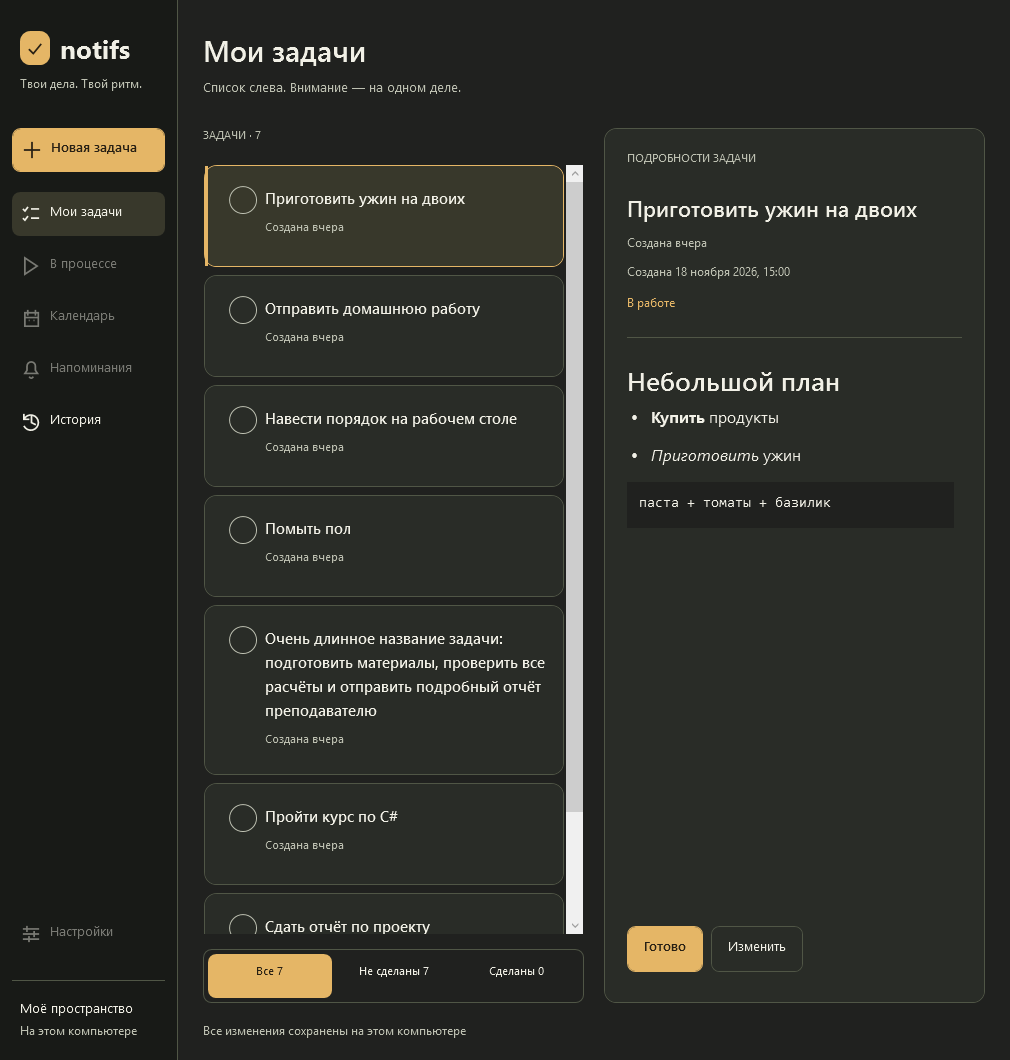 notifs
Твои дела. Твой ритм.
Новая задача
Мои задачи
В процессе
Календарь
Напоминания
История
Настройки
Моё пространство
На этом компьютере
Мои задачи
Список слева. Внимание — на одном деле.
ЗАДАЧИ · 7
Приготовить ужин на двоих
Создана вчера
Отправить домашнюю работу
Создана вчера
Навести порядок на рабочем столе
Создана вчера
Помыть пол
Создана вчера
Очень длинное название задачи:
подготовить материалы, проверить все
расчёты и отправить подробный отчёт
преподавателю
Создана вчера
Пройти курс по C#
Создана вчера
Сдать отчёт по проекту
Все 7
Не сделаны 7
Сделаны 0
Все изменения сохранены на этом компьютере
ПОДРОБНОСТИ ЗАДАЧИ
Приготовить ужин на двоих
Создана вчера
Создана 18 ноября 2026, 15:00
В работе
Небольшой план
• Купить продукты
• Приготовить ужин
паста + томаты + базилик
Готово
Изменить